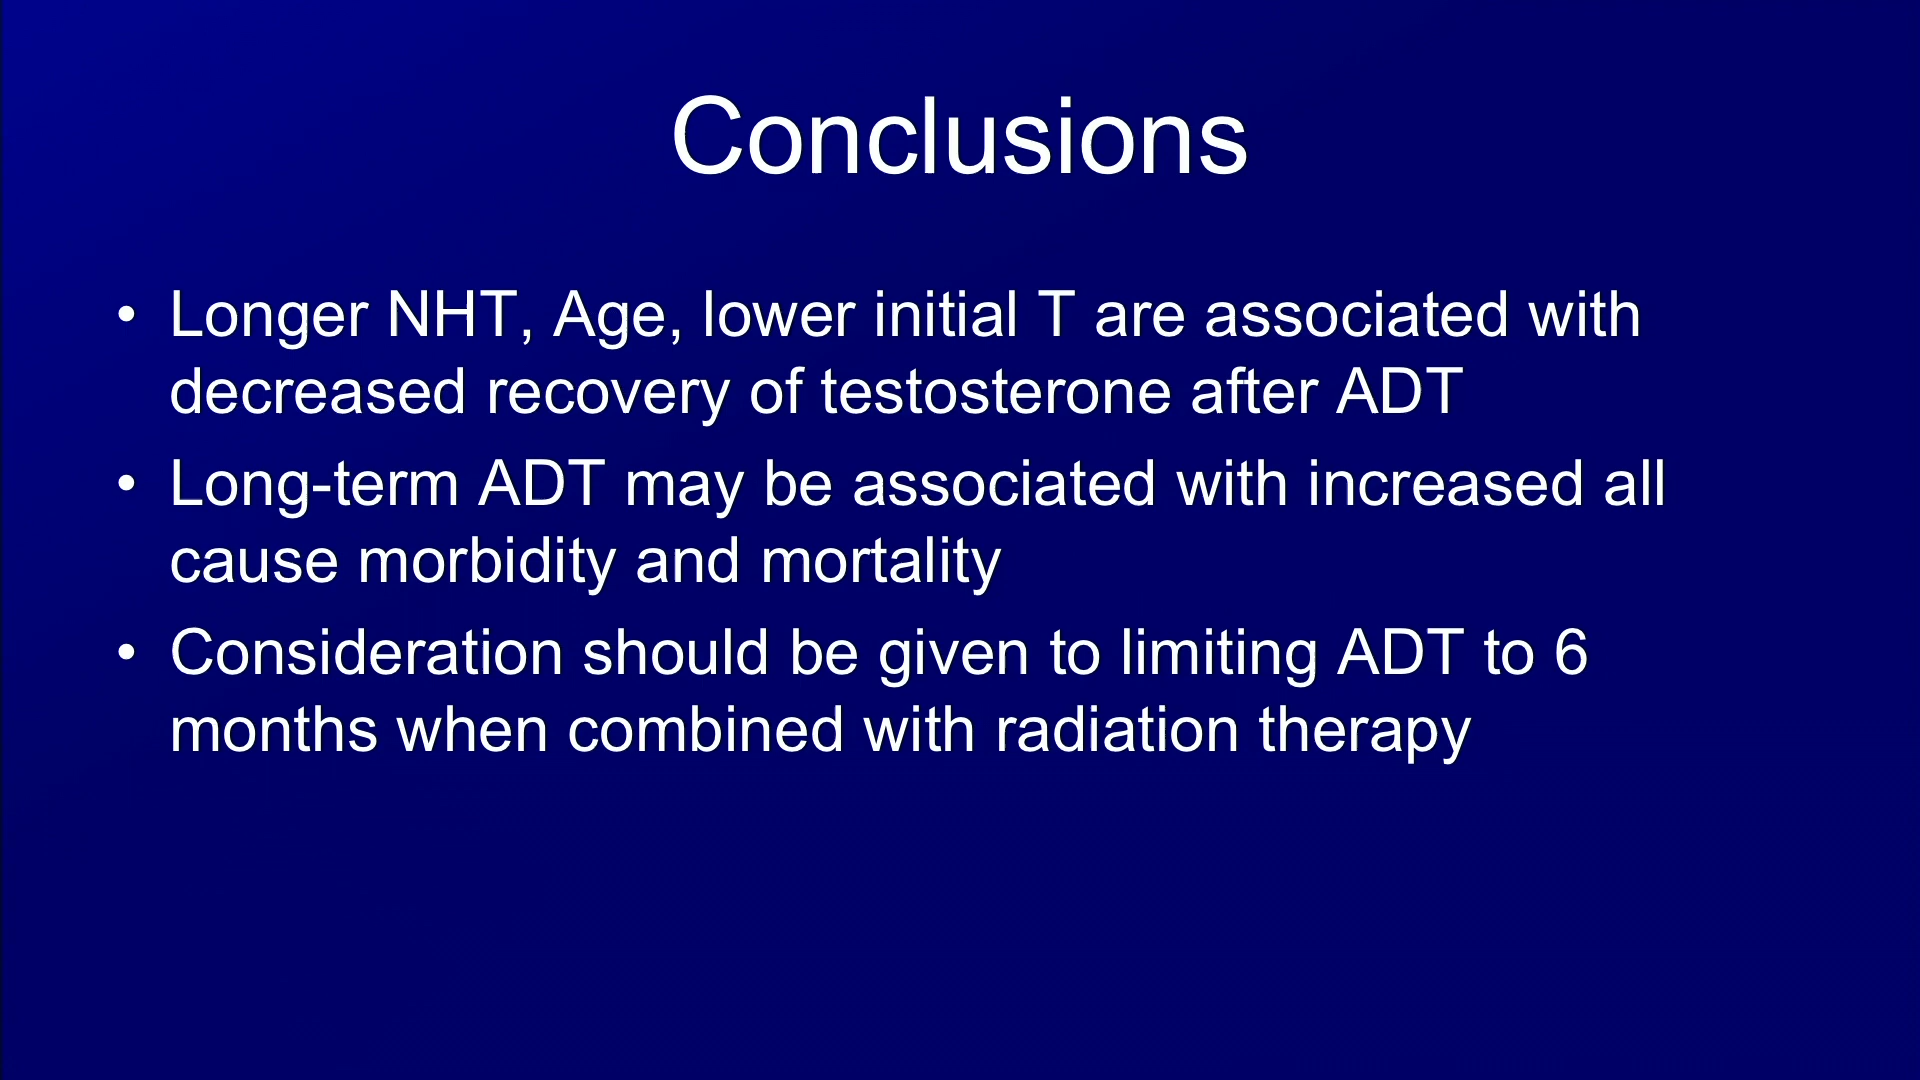 Conclusions
• Longer NHT, Age, lower initial T are associated with
decreased recovery of testosterone after ADT
• Long-term ADT may be associated with increased all
cause morbidity and mortality
• Consideration should be given to limiting ADT to 6
months when combined with radiation therapy